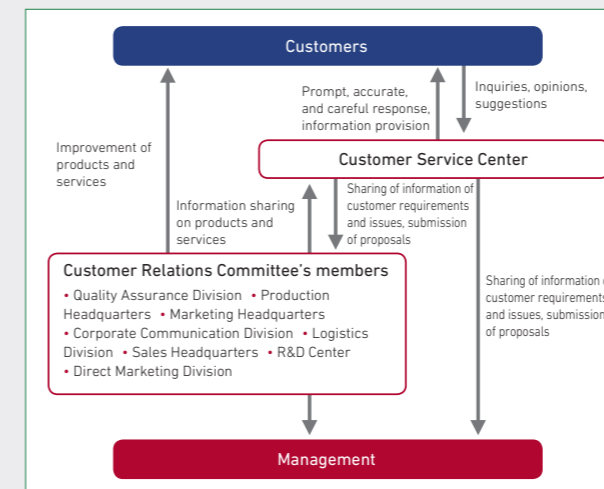 Customers
Prompt, accurate,
and careful response,
information provision
Inquiries, opinions,
suggestions
Improvement of
products and
services
Customer Service Center
Information sharing
on products and
services
Sharing of information of
customer requirements
and issues, submission
of proposals
Customer Relations Committee's members
• Quality Assurance Division • Production
Headquarters • Marketing Headquarters
• Corporate Communication Division • Logistics
Division • Sales Headquarters • R&D Center
• Direct Marketing Division
Sharing of information
customer requirements
and issues, submission
of proposals
Management